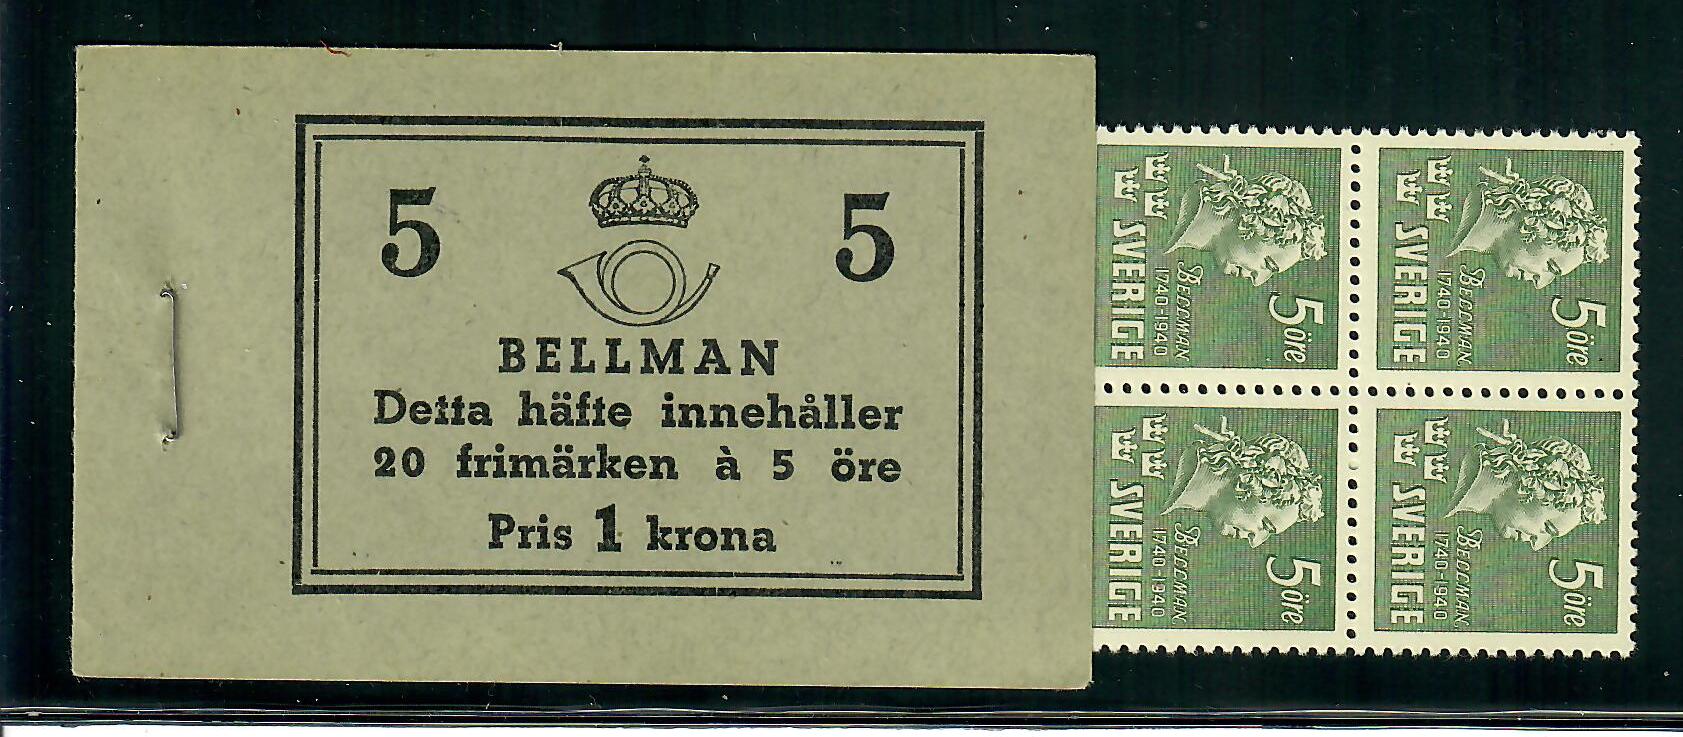 5 5
BELLMAN
Detta häfte innehåller
20 frimärken à 5 öre
Pris 1 krona
SVERIGE
1740-1940
BELLMAN
5 öre
SVERIGE
1740-1940
BELLMAN
5 öre
SVERIGE
1740-1940
BELLMAN
5 öre
SVERIGE
1740-1940
BELLMAN
5 öre